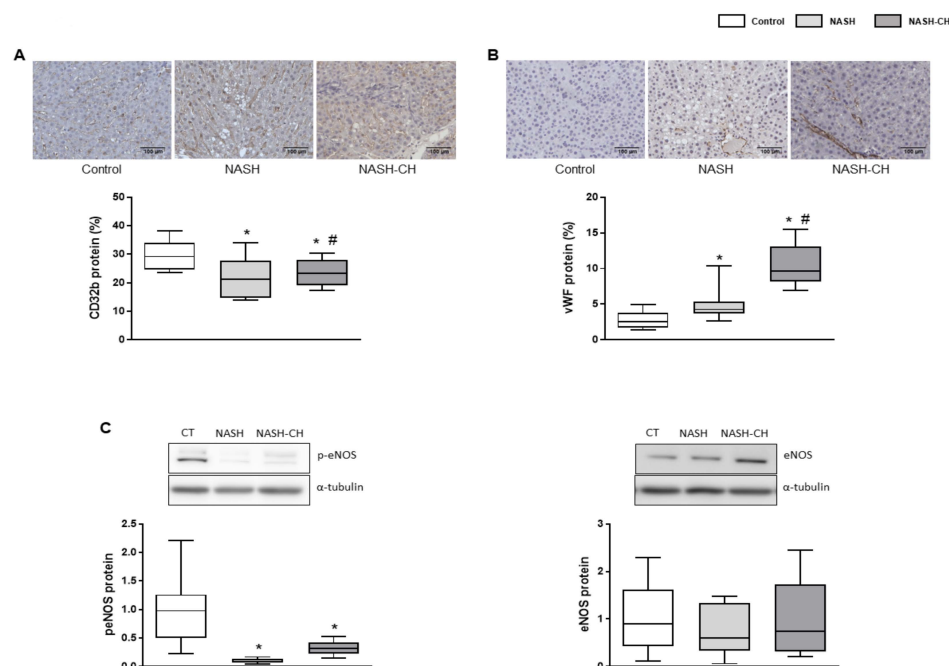 Control NASH NASH-CH
A
100 µm 100 µm 100 µm
Control NASH NASH-CH
CD32b protein (%)
50
40
30
20
10
0
*
* #
B
100 µm 100 µm 100 µm
Control NASH NASH-CH
vWF protein (%)
20
15
10
5
0
*
* #
C
CT NASH NASH-CH
p-eNOS
α-tubulin
peNOS protein
2.5
2.0
1.5
1.0
0.5
0.0
*
*
CT NASH NASH-CH
eNOS
α-tubulin
eNOS protein
3
2
1
0